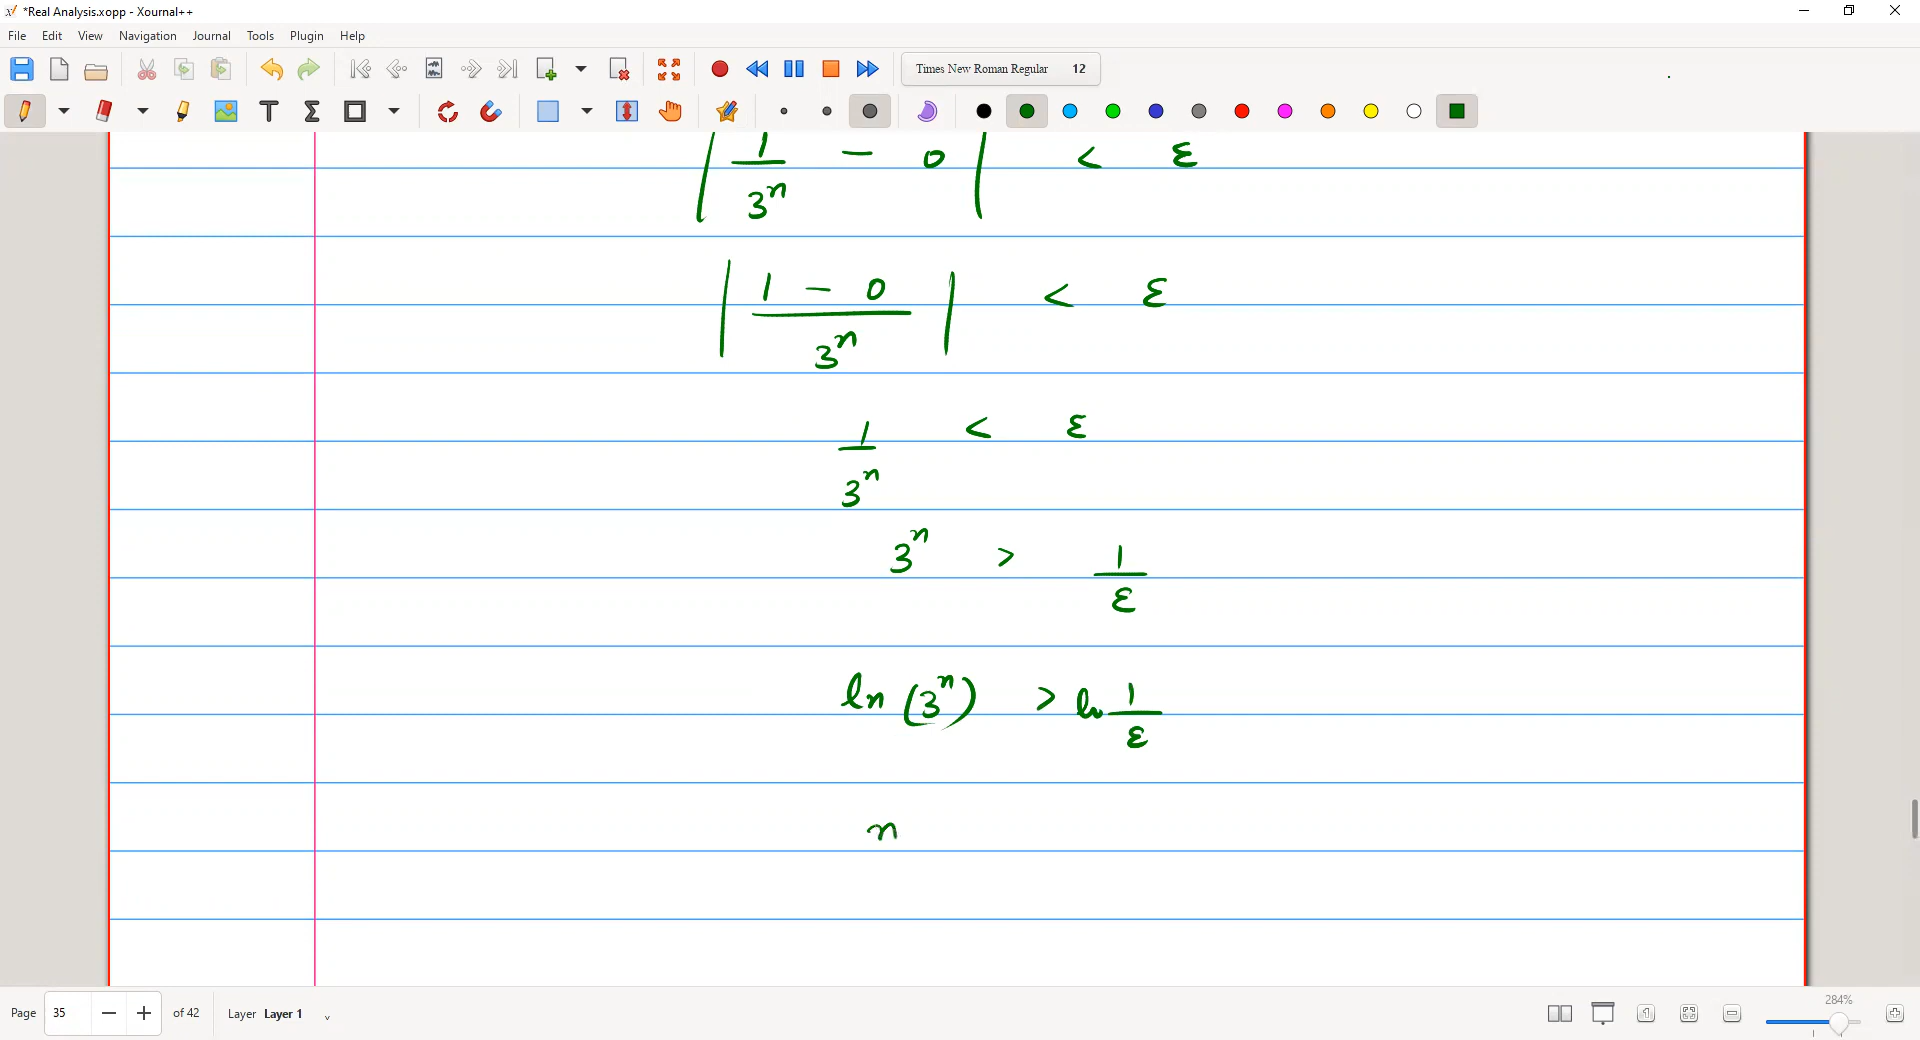 *Real Analysis.xopp - Xournal++
File Edit View Navigation Journal Tools Plugin Help
Times New Roman Regular 12
| 1/3ⁿ - 0 | < ε
| (1 - 0)/3ⁿ | < ε
1/3ⁿ < ε
3ⁿ > 1/ε
ln (3ⁿ) > ln 1/ε
n
Page 35 of 42 Layer Layer 1 284%